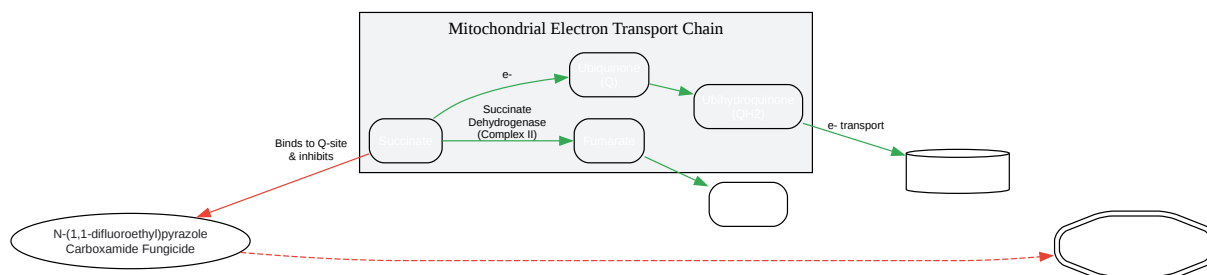 Mitochondrial Electron Transport Chain
Ubiquinone
(Q)
e-
Ubihydroquinone
(QH2)
Succinate
Dehydrogenase
(Complex II)
e- transport
Succinate
Fumarate
Binds to Q-site
& inhibits
N-(1,1-difluoroethyl)pyrazole
Carboxamide Fungicide